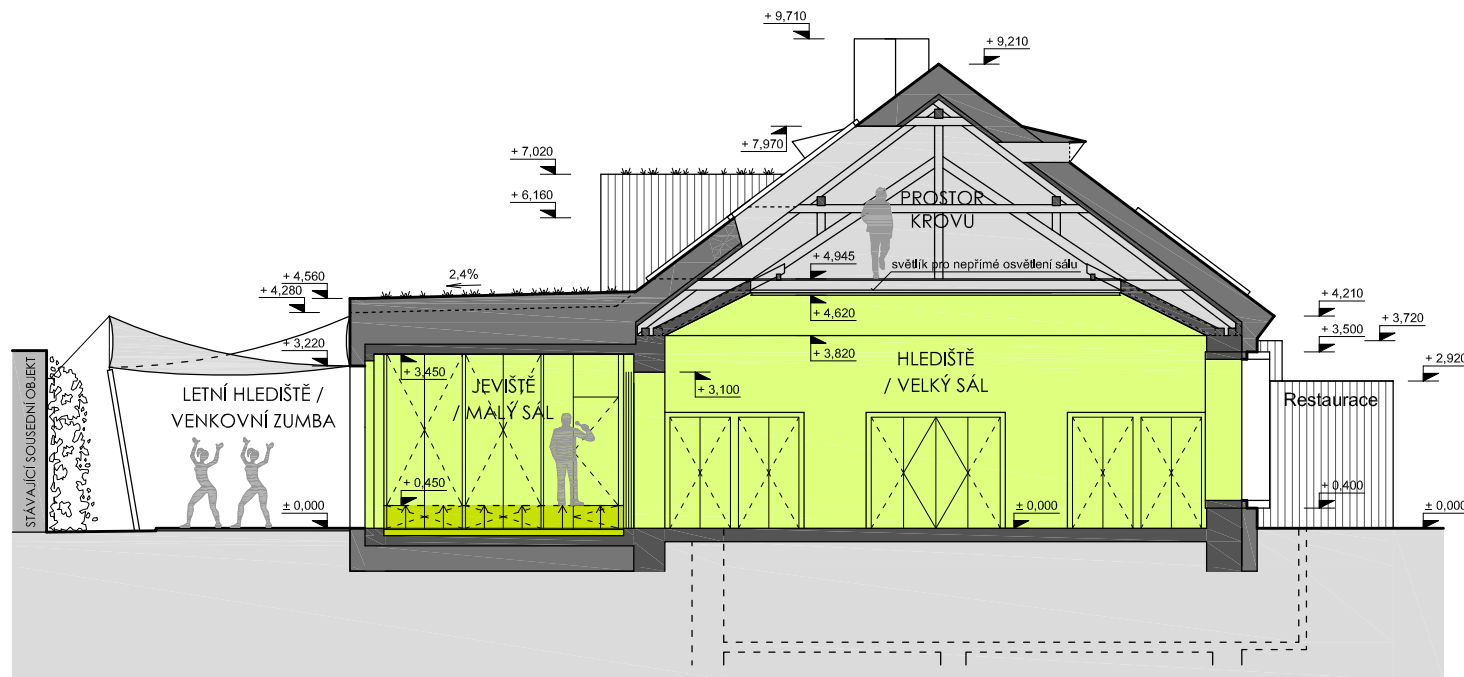 + 9,710
+ 9,210
+ 7,970
+ 7,020
+ 6,160
PROSTOR
KROVU
+ 4,945
světlík pro nepřímé osvětlení sálu
2,4%
+ 4,560
+ 4,280
+ 4,620
+ 4,210
+ 3,720
+ 3,500
+ 3,220
+ 3,820
+ 3,450
+ 3,100
+ 2,920
HLEDIŠTĚ
/ VELKÝ SÁL
JEVIŠTĚ
/ MALÝ SÁL
LETNÍ HLEDIŠTĚ /
VENKOVNÍ ZUMBA
STÁVAJÍCÍ SOUSEDNÍ OBJEKT
Restaurace
+ 0,450
+ 0,400
± 0,000
± 0,000
± 0,000